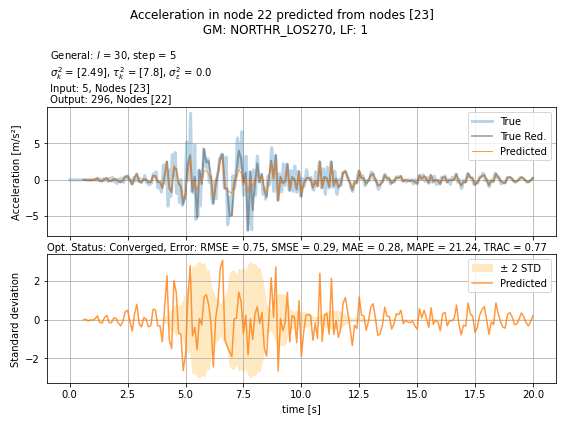 Acceleration in node 22 predicted from nodes [23]
GM: NORTHR_LOS270, LF: 1
General: l = 30, step = 5
σ²ₖ = [2.49], τ²ₖ = [7.8], σ²ε = 0.0
Input: 5, Nodes [23]
Output: 296, Nodes [22]
True
True Red.
Predicted
Acceleration [m/s²]
5
0
−5
Opt. Status: Converged, Error: RMSE = 0.75, SMSE = 0.29, MAE = 0.28, MAPE = 21.24, TRAC = 0.77
± 2 STD
Predicted
Standard deviation
2
0
−2
0.0 2.5 5.0 7.5 10.0 12.5 15.0 17.5 20.0
time [s]